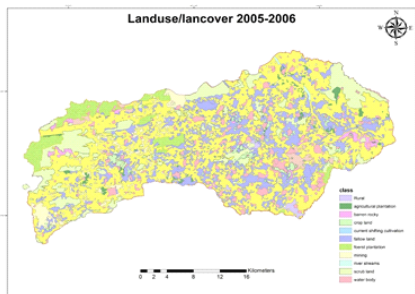 Landuse/lancover 2005-2006
N
W E
S
class
Rural
agricultural plantation
barren rocky
crop land
current shifting cultivation
fallow land
forest plantation
mining
river streams
scrub land
water body
Kilometers
0 2 4 8 12 16